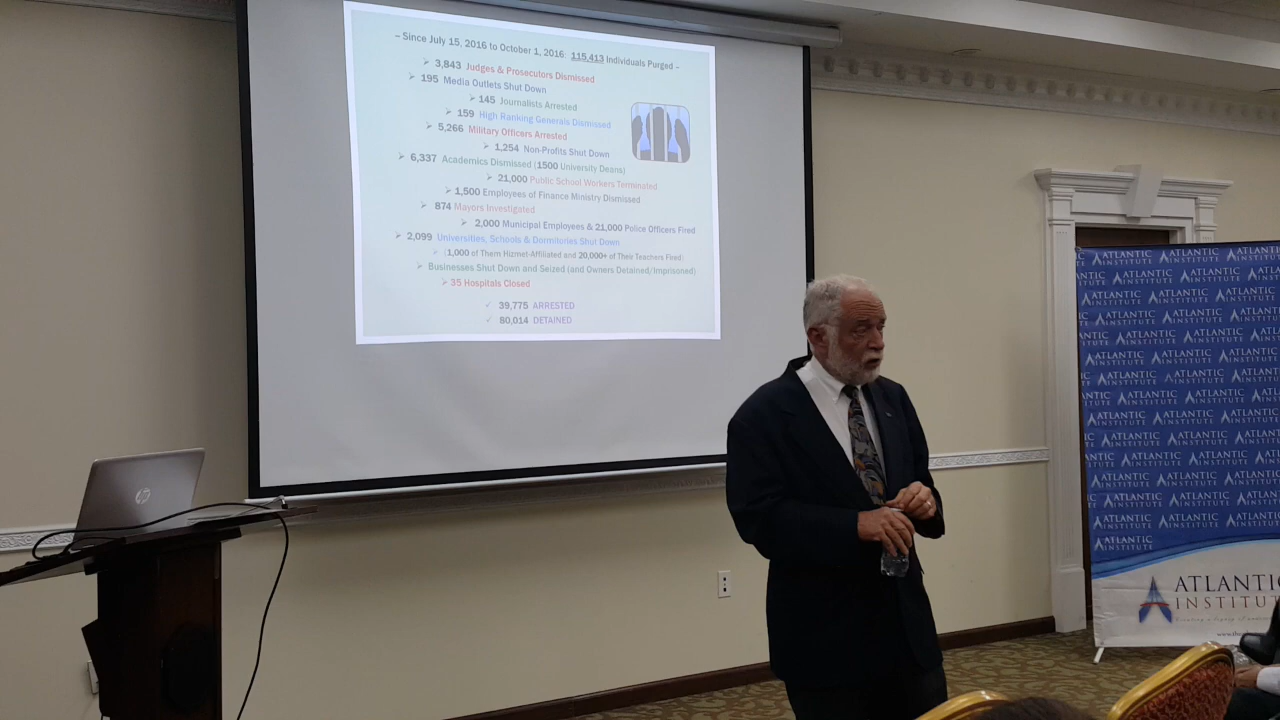 – Since July 15, 2016 to October 1, 2016 115,413 Individuals Purged –
➢ 3,843 Judges & Prosecutors Dismissed
➢ 195 Media Outlets Shut Down
➢ 145 Journalists Arrested
➢ 159 High Ranking Generals Dismissed
➢ 5,266 Military Officers Arrested
➢ 1,254 Non-Profits Shut Down
➢ 6,337 Academics Dismissed (1500 University Deans)
➢ 21,000 Public School Workers Terminated
➢ 1,500 Employees of Finance Ministry Dismissed
➢ 874 Mayors Investigated
➢ 2,000 Municipal Employees & 21,000 Police Officers Fired
➢ 2,099 Universities, Schools & Dormitories Shut Down
➢ (1,000 of Them Hizmet-Affiliated and 20,000+ of Their Teachers Fired)
➢ Businesses Shut Down and Seized (and Owners Detained/Imprisoned)
➢ 35 Hospitals Closed
✓ 39,775 ARRESTED
✓ 80,014 DETAINED
hp
ATLANTIC INSTITUTE
ATLANTIC
INSTITUTE